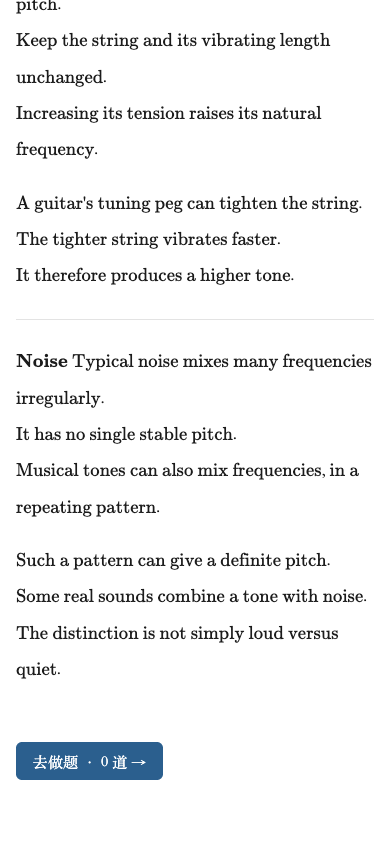 pitch.
Keep the string and its vibrating length
unchanged.
Increasing its tension raises its natural
frequency.
A guitar's tuning peg can tighten the string.
The tighter string vibrates faster.
It therefore produces a higher tone.
Noise Typical noise mixes many frequencies
irregularly.
It has no single stable pitch.
Musical tones can also mix frequencies, in a
repeating pattern.
Such a pattern can give a definite pitch.
Some real sounds combine a tone with noise.
The distinction is not simply loud versus
quiet.
去做题 · 0 道 →